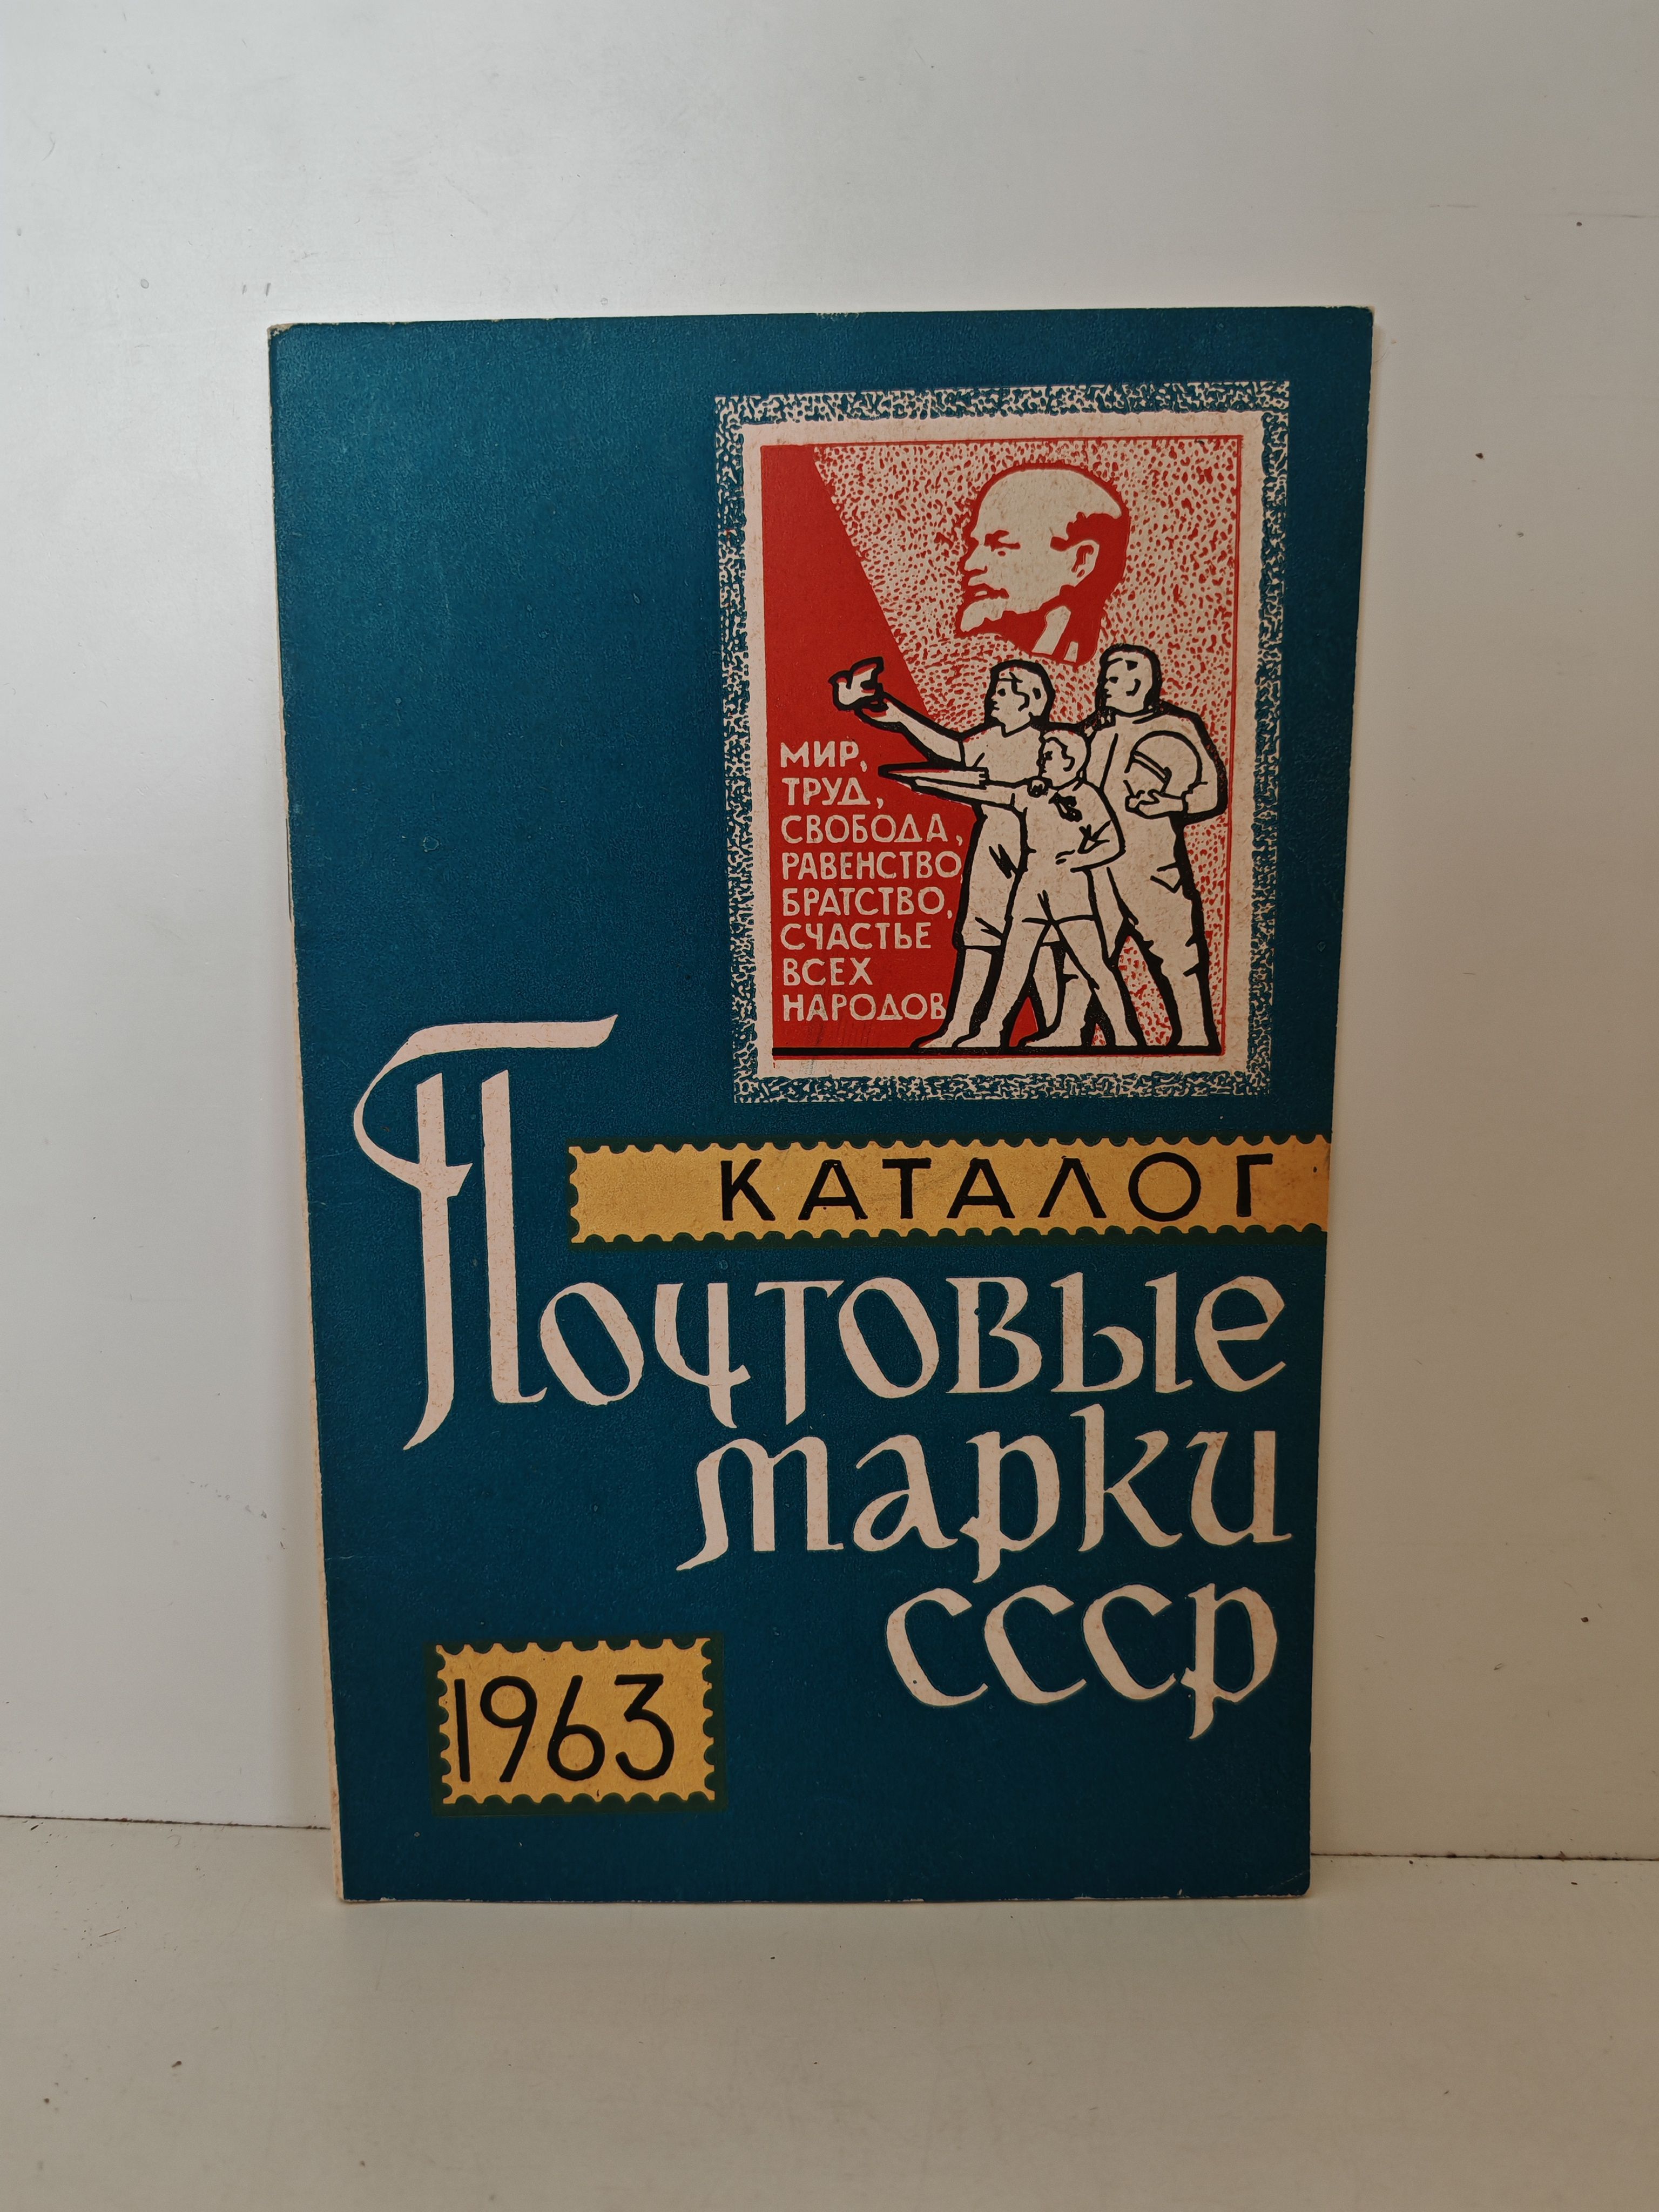 МИР,
ТРУД,
СВОБОДА,
РАВЕНСТВО,
БРАТСТВО,
СЧАСТЬЕ
ВСЕХ
НАРОДОВ
КАТАЛОГ
Почтовые
марки
СССР
1963